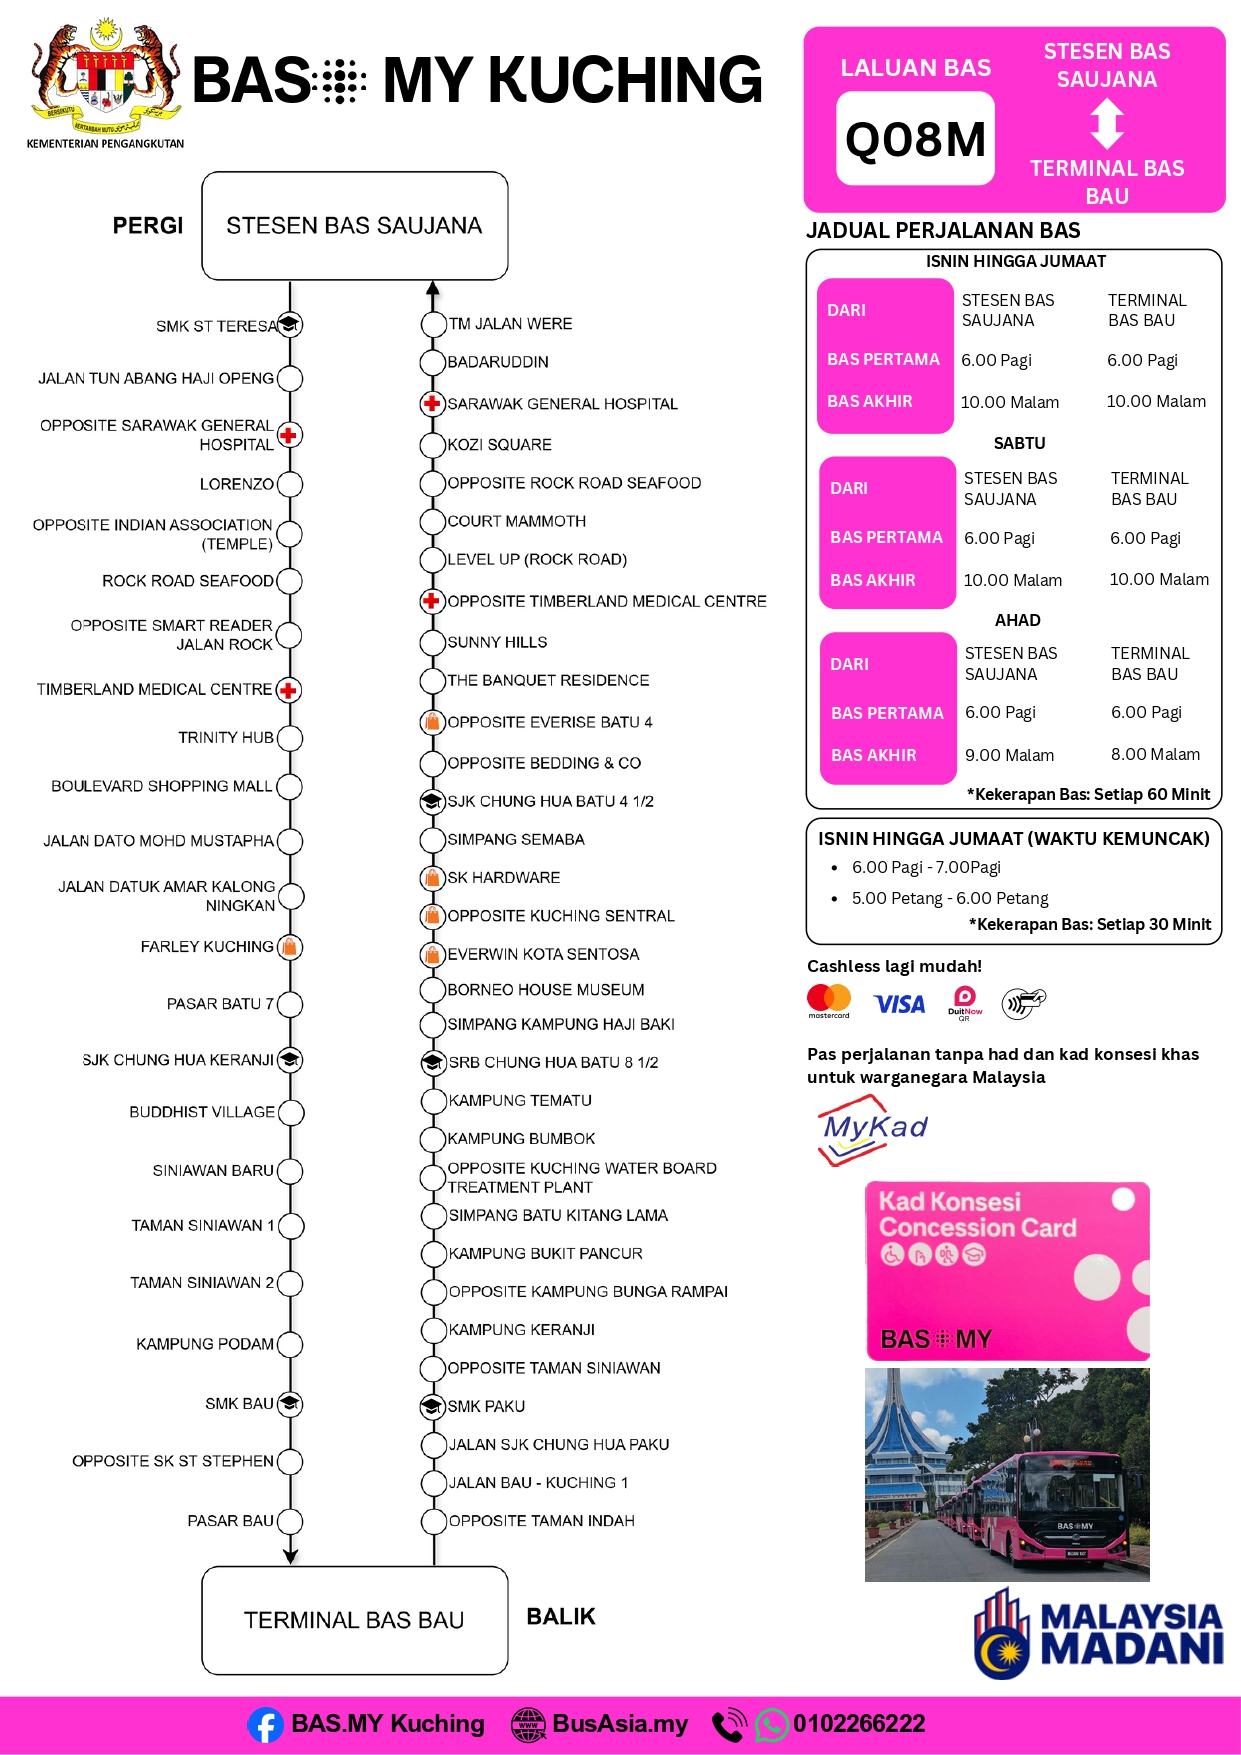 KEMENTERIAN PENGANGKUTAN
BAS MY KUCHING
LALUAN BAS
Q08M
STESEN BAS
SAUJANA
TERMINAL BAS
BAU
PERGI
STESEN BAS SAUJANA
SMK ST TERESA
JALAN TUN ABANG HAJI OPENG
OPPOSITE SARAWAK GENERAL
HOSPITAL
LORENZO
OPPOSITE INDIAN ASSOCIATION
(TEMPLE)
ROCK ROAD SEAFOOD
OPPOSITE SMART READER
JALAN ROCK
TIMBERLAND MEDICAL CENTRE
TRINITY HUB
BOULEVARD SHOPPING MALL
JALAN DATO MOHD MUSTAPHA
JALAN DATUK AMAR KALONG
NINGKAN
FARLEY KUCHING
PASAR BATU 7
SJK CHUNG HUA KERANJI
BUDDHIST VILLAGE
SINIAWAN BARU
TAMAN SINIAWAN 1
TAMAN SINIAWAN 2
KAMPUNG PODAM
SMK BAU
OPPOSITE SK ST STEPHEN
PASAR BAU
TM JALAN WERE
BADARUDDIN
SARAWAK GENERAL HOSPITAL
KOZI SQUARE
OPPOSITE ROCK ROAD SEAFOOD
COURT MAMMOTH
LEVEL UP (ROCK ROAD)
OPPOSITE TIMBERLAND MEDICAL CENTRE
SUNNY HILLS
THE BANQUET RESIDENCE
OPPOSITE EVERISE BATU 4
OPPOSITE BEDDING & CO
SJK CHUNG HUA BATU 4 1/2
SIMPANG SEMABA
SK HARDWARE
OPPOSITE KUCHING SENTRAL
EVERWIN KOTA SENTOSA
BORNEO HOUSE MUSEUM
SIMPANG KAMPUNG HAJI BAKI
SRB CHUNG HUA BATU 8 1/2
KAMPUNG TEMATU
KAMPUNG BUMBOK
OPPOSITE KUCHING WATER BOARD
TREATMENT PLANT
SIMPANG BATU KITANG LAMA
KAMPUNG BUKIT PANCUR
OPPOSITE KAMPUNG BUNGA RAMPAI
KAMPUNG KERANJI
OPPOSITE TAMAN SINIAWAN
SMK PAKU
JALAN SJK CHUNG HUA PAKU
JALAN BAU - KUCHING 1
OPPOSITE TAMAN INDAH
TERMINAL BAS BAU
BALIK
JADUAL PERJALANAN BAS
ISNIN HINGGA JUMAAT
DARI STESEN BAS SAUJANA TERMINAL BAS BAU
BAS PERTAMA 6.00 Pagi 6.00 Pagi
BAS AKHIR 10.00 Malam 10.00 Malam
SABTU
DARI STESEN BAS SAUJANA TERMINAL BAS BAU
BAS PERTAMA 6.00 Pagi 6.00 Pagi
BAS AKHIR 10.00 Malam 10.00 Malam
AHAD
DARI STESEN BAS SAUJANA TERMINAL BAS BAU
BAS PERTAMA 6.00 Pagi 6.00 Pagi
BAS AKHIR 9.00 Malam 8.00 Malam
*Kekerapan Bas: Setiap 60 Minit
ISNIN HINGGA JUMAAT (WAKTU KEMUNCAK)
• 6.00 Pagi - 7.00Pagi
• 5.00 Petang - 6.00 Petang
*Kekerapan Bas: Setiap 30 Minit
Cashless lagi mudah!
mastercard VISA DuitNow QR
Pas perjalanan tanpa had dan kad konsesi khas
untuk warganegara Malaysia
MyKad
Kad Konsesi
Concession Card
BAS MY
BAS MY
MALAYSIA
MADANI
BAS.MY Kuching WWW BusAsia.my 0102266222